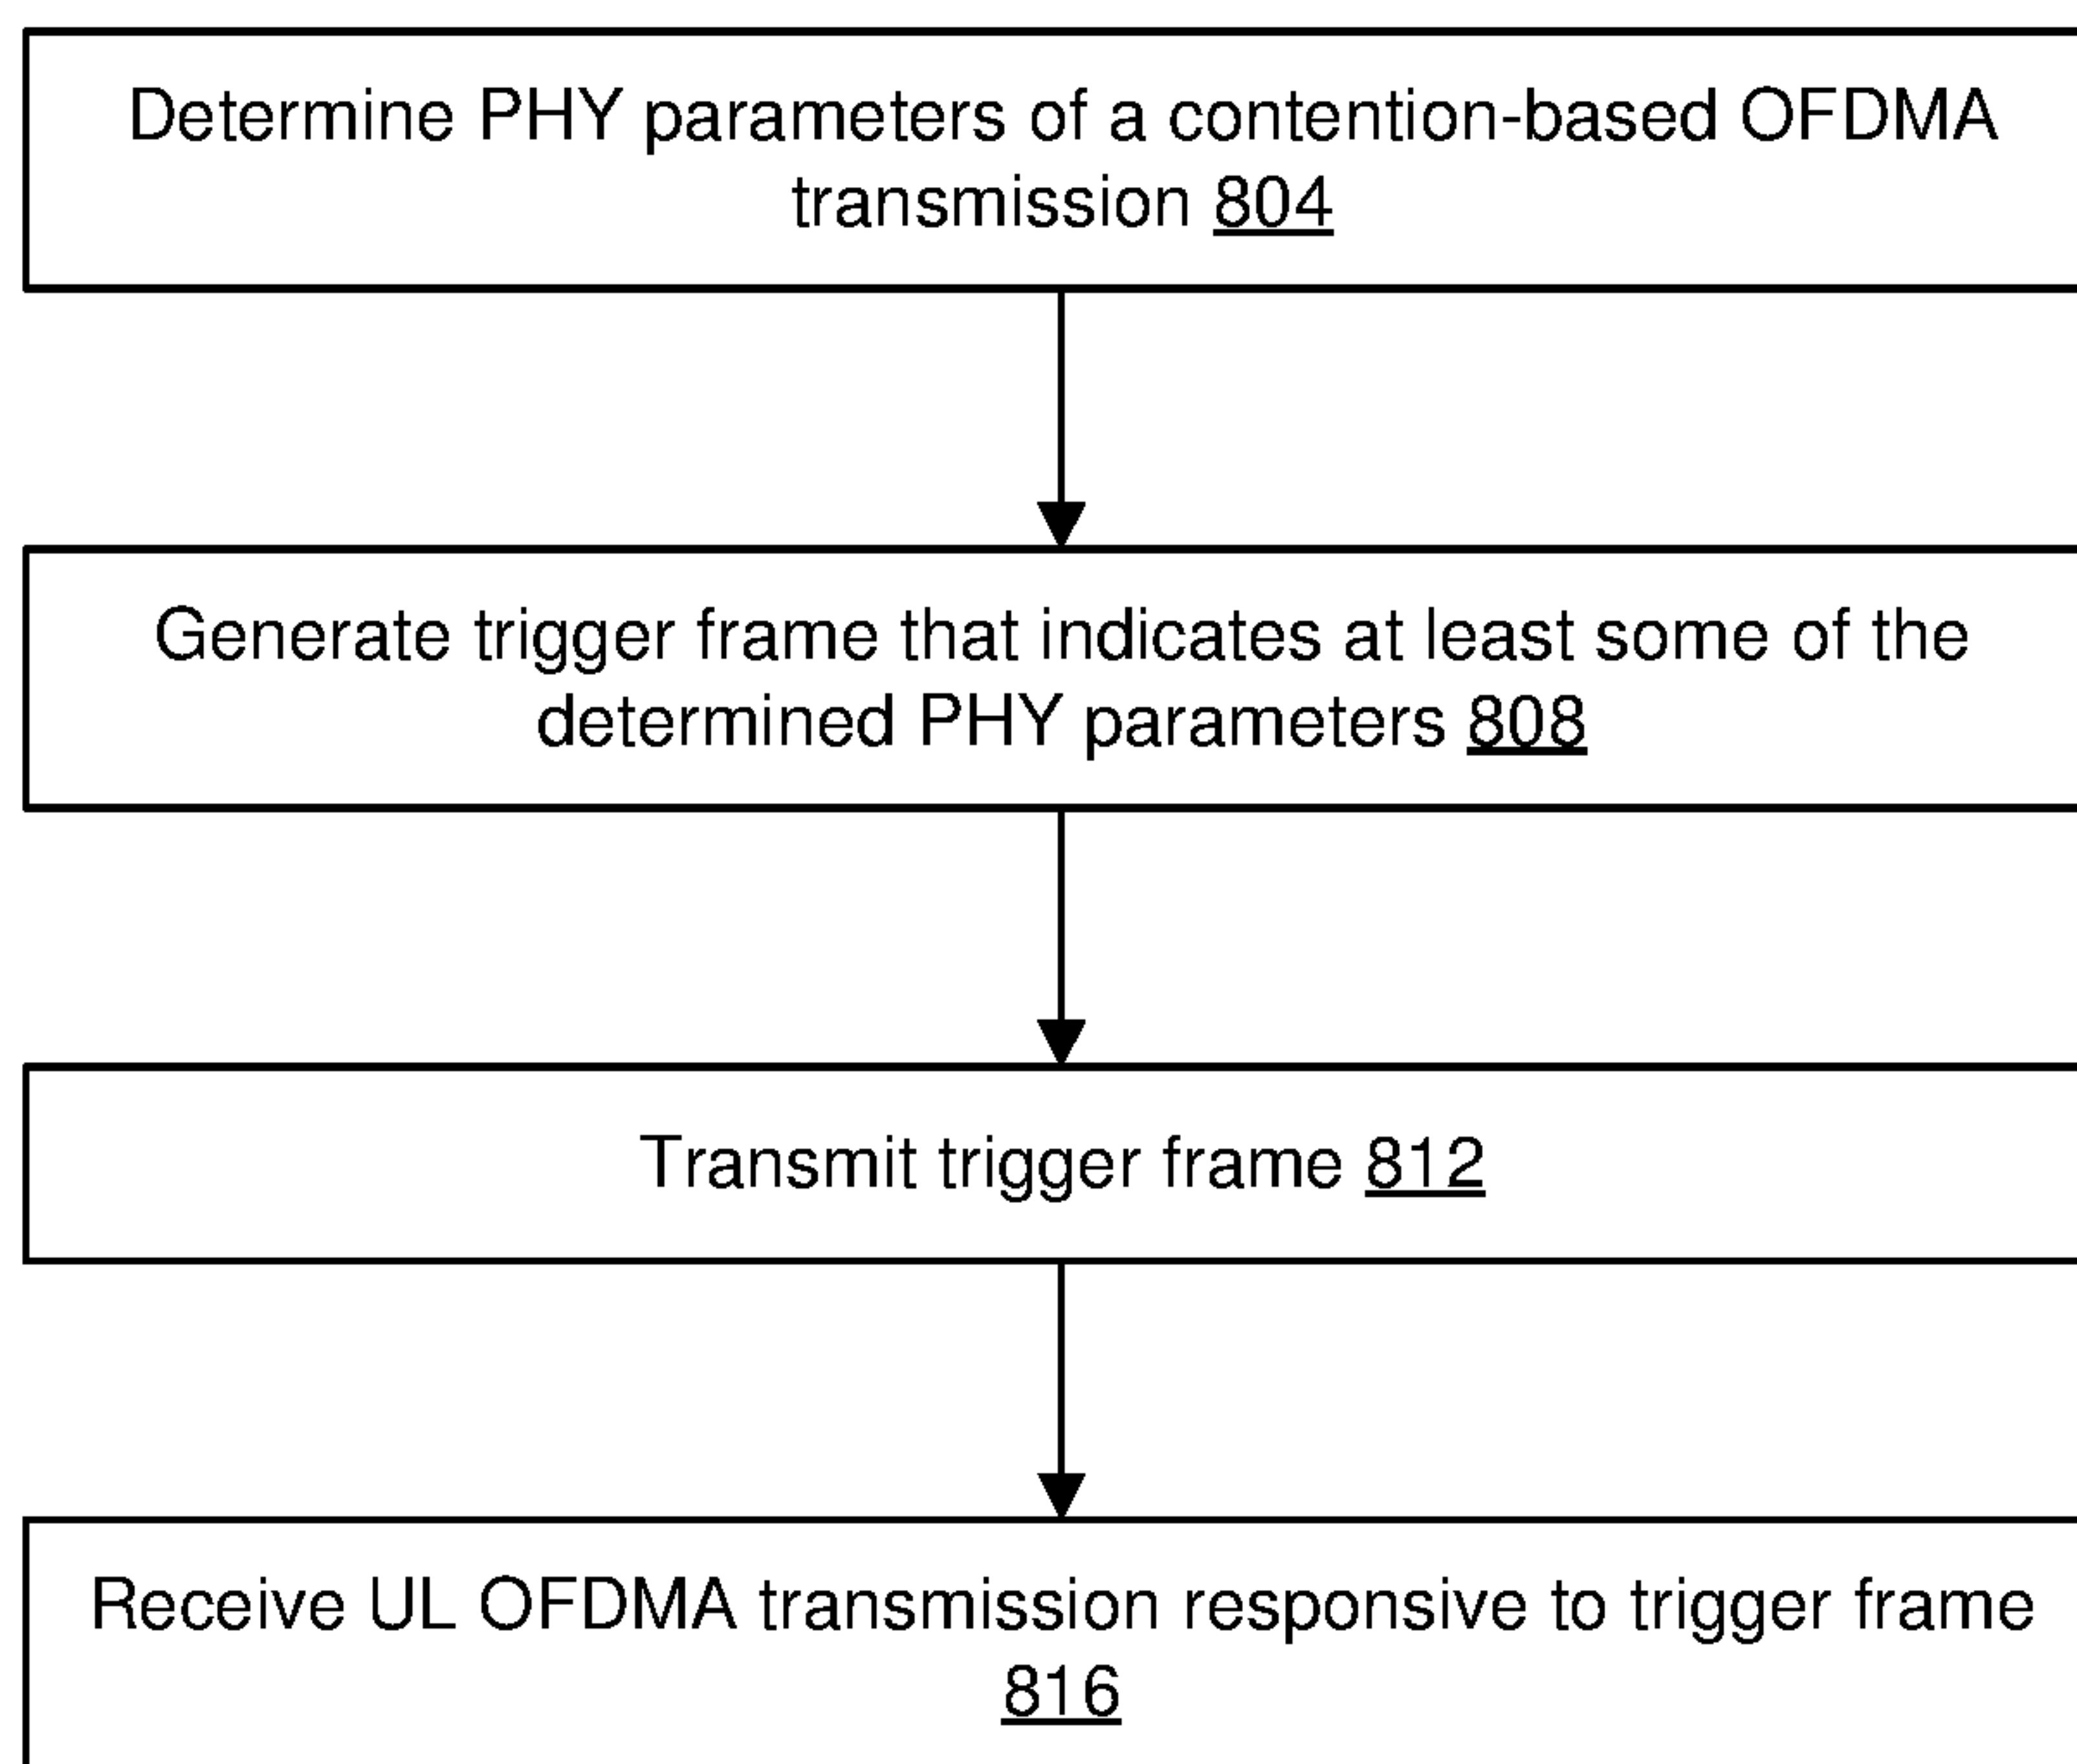 Determine PHY parameters of a contention-based OFDMA
transmission 804
Generate trigger frame that indicates at least some of the
determined PHY parameters 808
Transmit trigger frame 812
Receive UL OFDMA transmission responsive to trigger frame
816